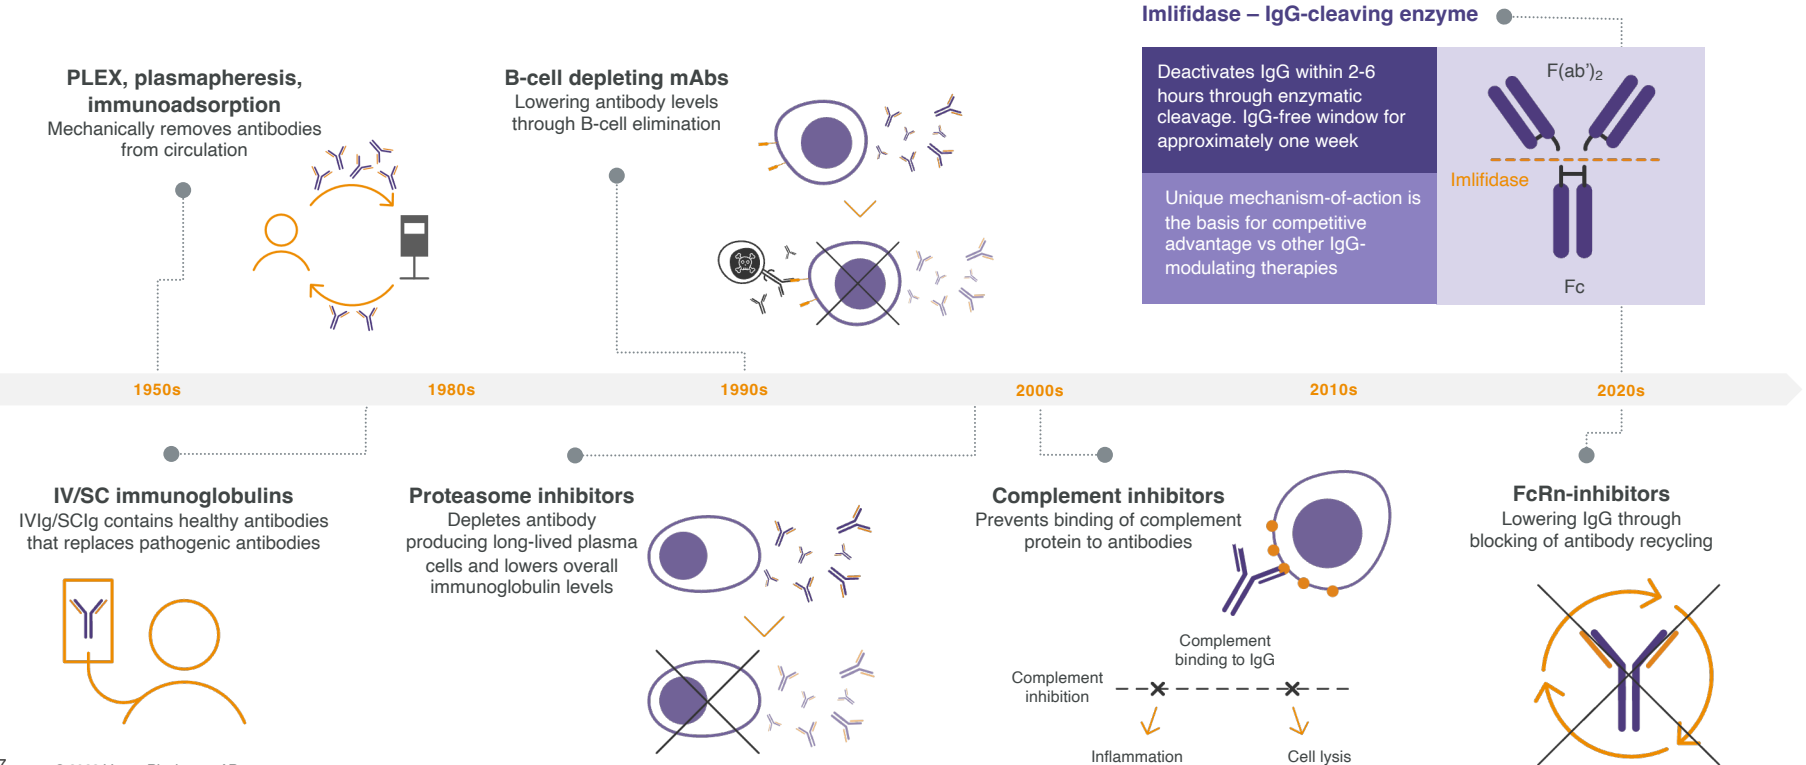 Imlifidase – IgG-cleaving enzyme
PLEX, plasmapheresis,
immunoadsorption
Mechanically removes antibodies
from circulation
B-cell depleting mAbs
Lowering antibody levels
through B-cell elimination
Deactivates IgG within 2-6
hours through enzymatic
cleavage. IgG-free window for
approximately one week
Unique mechanism-of-action is
the basis for competitive
advantage vs other IgG-
modulating therapies
F(ab’)2
Imlifidase
Fc
1950s
1980s
1990s
2000s
2010s
2020s
IV/SC immunoglobulins
IVIg/SCIg contains healthy antibodies
that replaces pathogenic antibodies
Proteasome inhibitors
Depletes antibody
producing long-lived plasma
cells and lowers overall
immunoglobulin levels
Complement inhibitors
Prevents binding of complement
protein to antibodies
Complement
binding to IgG
Complement
inhibition
Inflammation
Cell lysis
FcRn-inhibitors
Lowering IgG through
blocking of antibody recycling